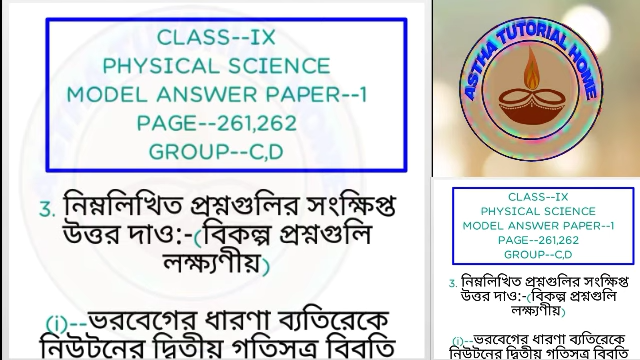 CLASS--IX
PHYSICAL SCIENCE
MODEL ANSWER PAPER--1
PAGE--261,262
GROUP--C,D
3. নিম্নলিখিত প্রশ্নগুলির সংক্ষিপ্ত
উত্তর দাও:-(বিকল্প প্রশ্নগুলি
লক্ষ্যণীয়)
(i)--ভরবেগের ধারণা ব্যতিরেকে
নিউটনের দ্বিতীয় গতিসূত্র বিবৃতি
ASTHA TUTORIAL HOME
CLASS--IX
PHYSICAL SCIENCE
MODEL ANSWER PAPER--1
PAGE--261,262
GROUP--C,D
3. নিম্নলিখিত প্রশ্নগুলির সংক্ষিপ্ত
উত্তর দাও:-(বিকল্প প্রশ্নগুলি
লক্ষ্যণীয়)
(i)--ভরবেগের ধারণা ব্যতিরেকে
নিউটনের দ্বিতীয় গতিসূত্র বিবৃতি